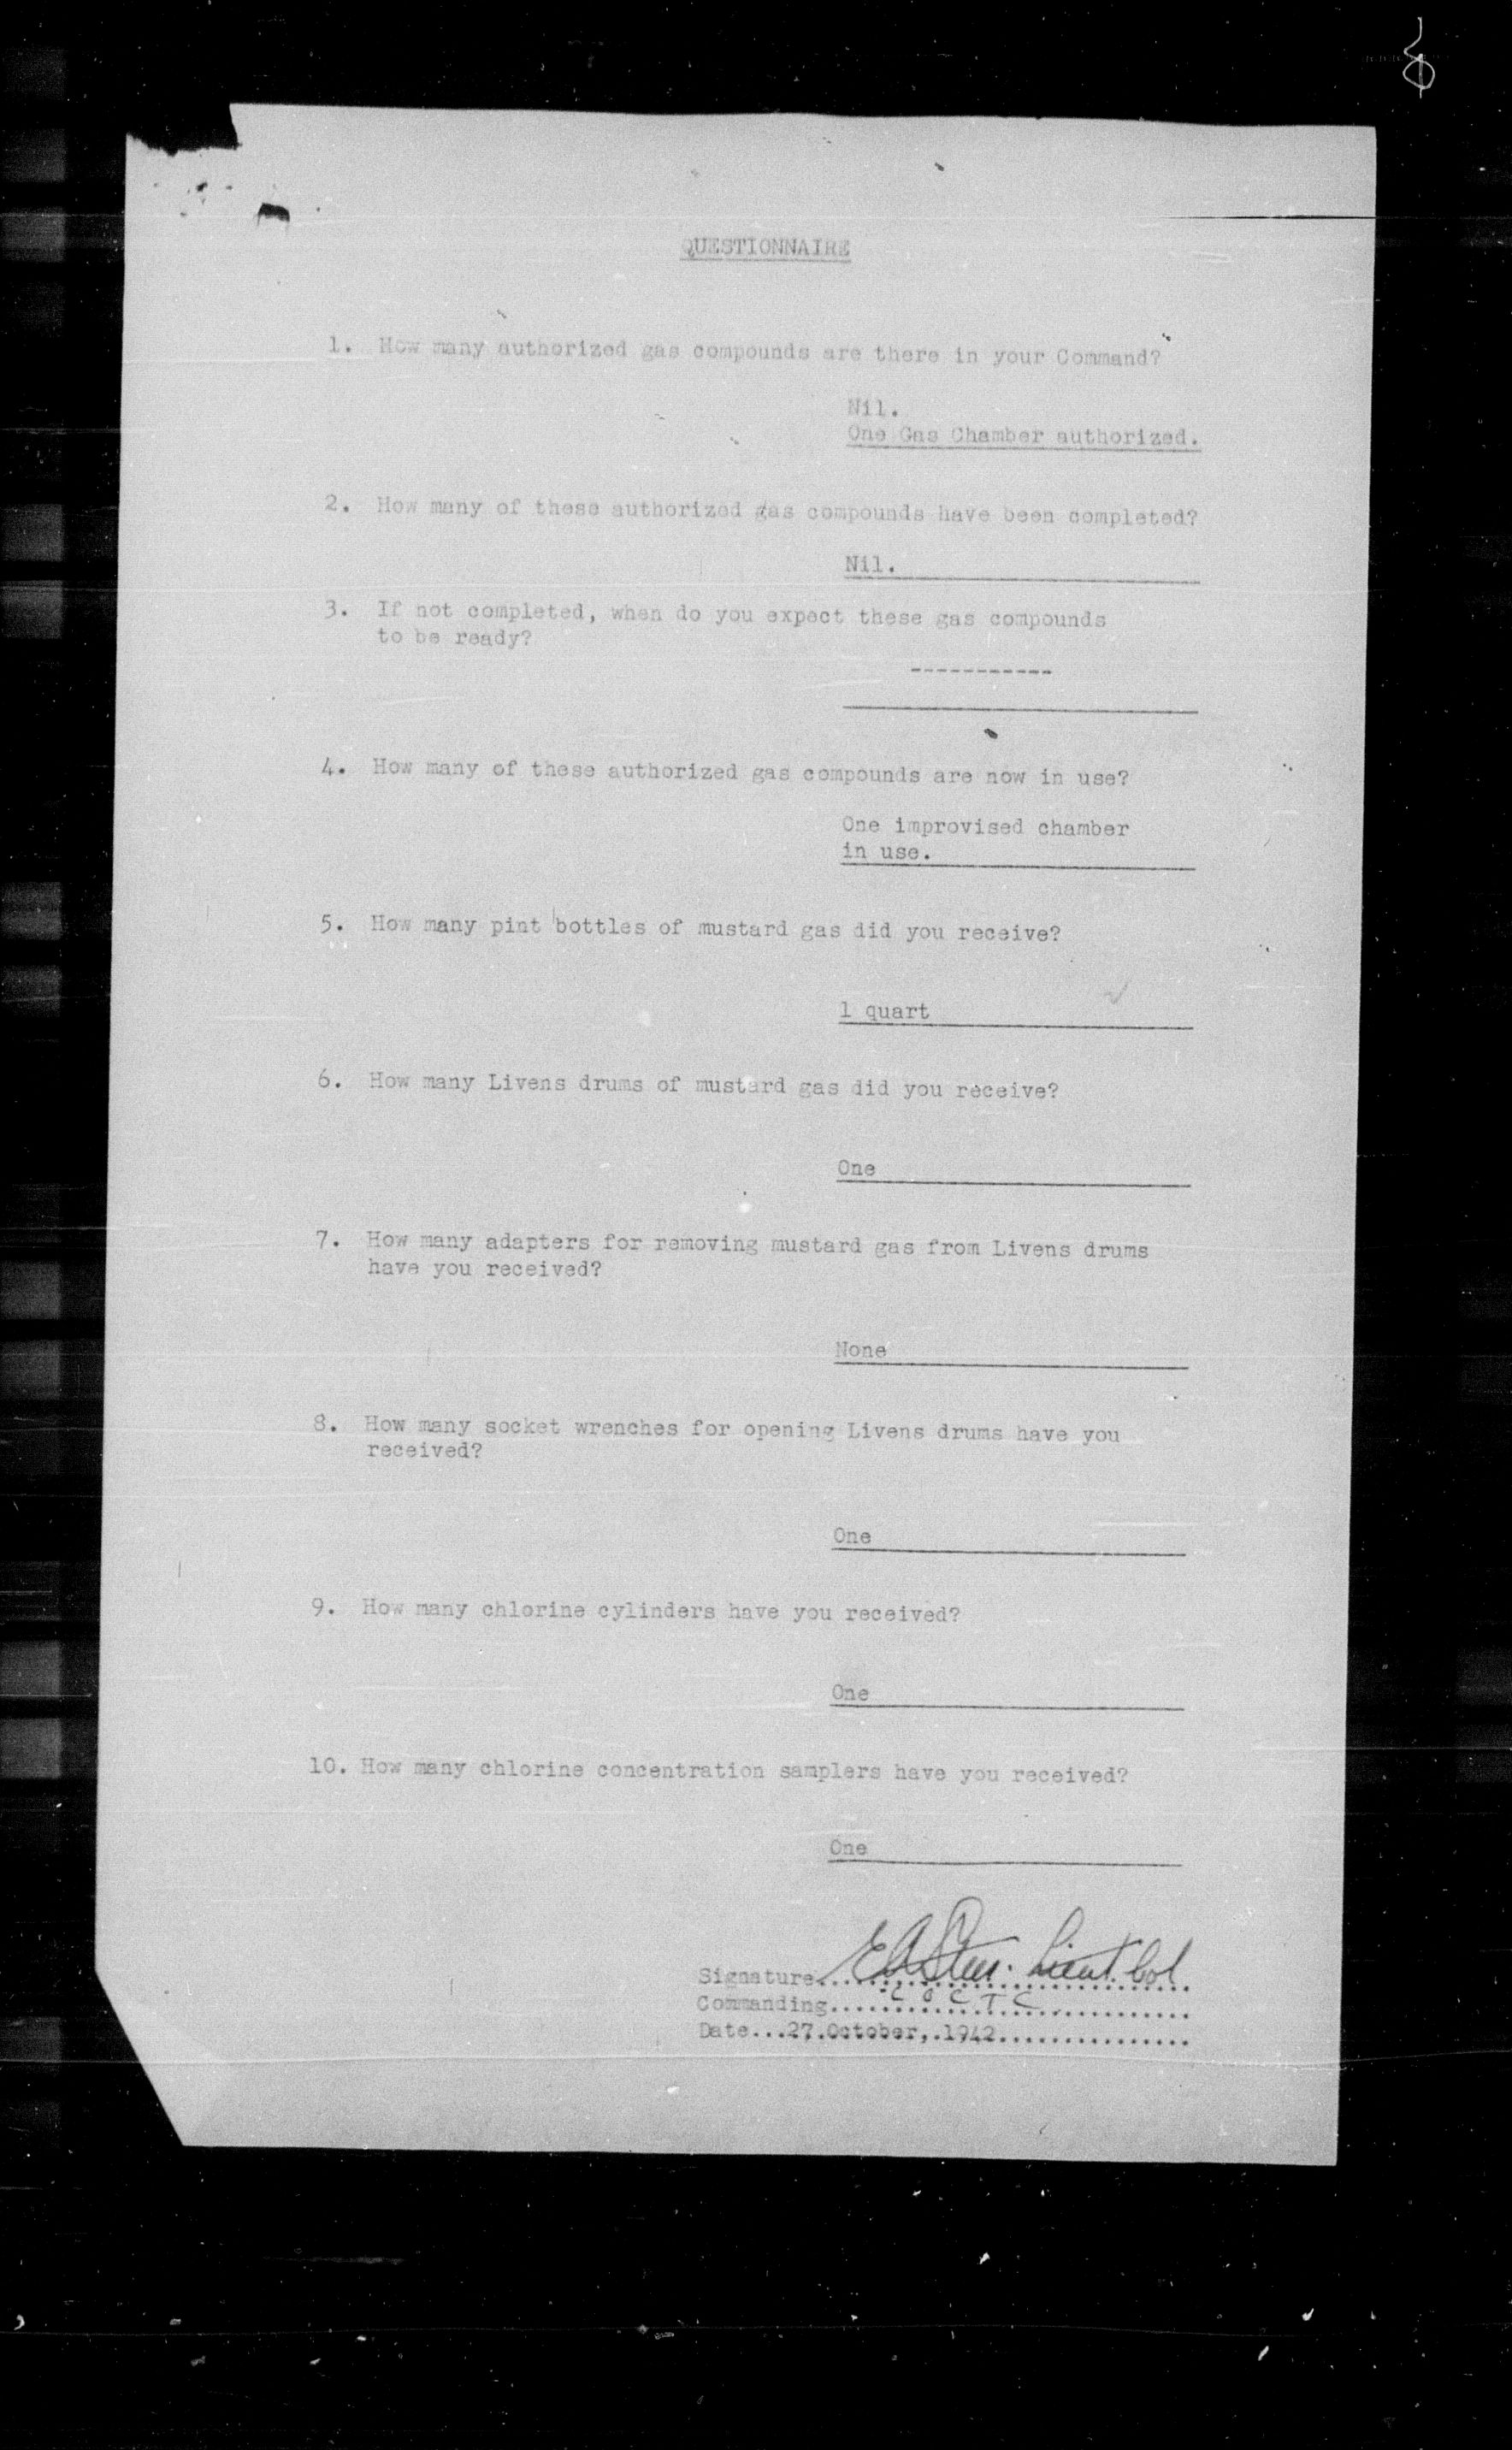 QUESTIONNAIRE
1. How many authorized gas compounds are there in your Command?
Nil.
One Gas Chamber authorized.
2. How many of these authorized gas compounds have been completed?
Nil.
3. If not completed, when do you expect these gas compounds
to be ready?
-----------
4. How many of these authorized gas compounds are now in use?
One improvised chamber
in use.
5. How many pint bottles of mustard gas did you receive?
1 quart
6. How many Livens drums of mustard gas did you receive?
One
7. How many adapters for removing mustard gas from Livens drums
have you received?
None
8. How many socket wrenches for opening Livens drums have you
received?
One
9. How many chlorine cylinders have you received?
One
10. How many chlorine concentration samplers have you received?
One
Signature Lieut. Col
Commanding C O C T C
Date...27.October,.1942